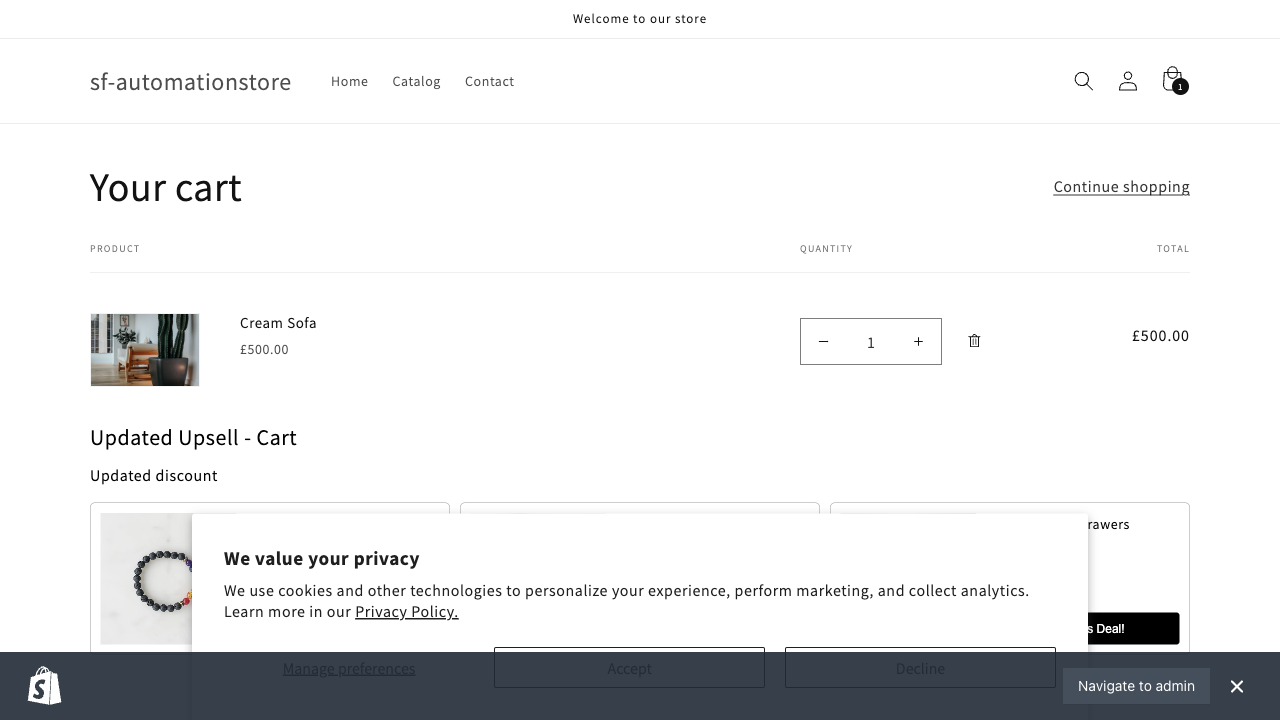 Welcome to our store
sf-automationstore
Home
Catalog
Contact
1
Your cart
Continue shopping
PRODUCT
QUANTITY
TOTAL
Cream Sofa
£500.00
1
£500.00
Updated Upsell - Cart
Updated discount
We value your privacy
We use cookies and other technologies to personalize your experience, perform marketing, and collect analytics.
Learn more in our Privacy Policy.
Manage preferences
Accept
Decline
Deal!
Navigate to admin